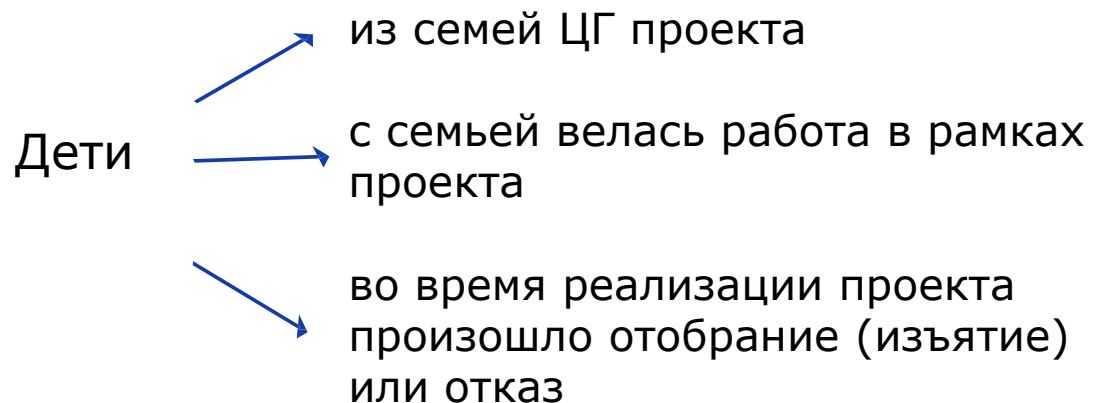 из семей ЦГ проекта
Дети
с семьей велась работа в рамках
проекта
во время реализации проекта
произошло отобрание (изъятие)
или отказ